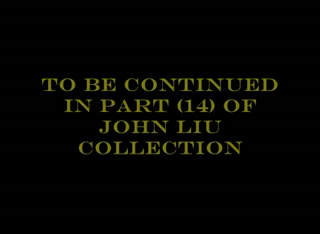 TO BE CONTINUED
IN PART (14) OF
JOHN LIU
COLLECTION